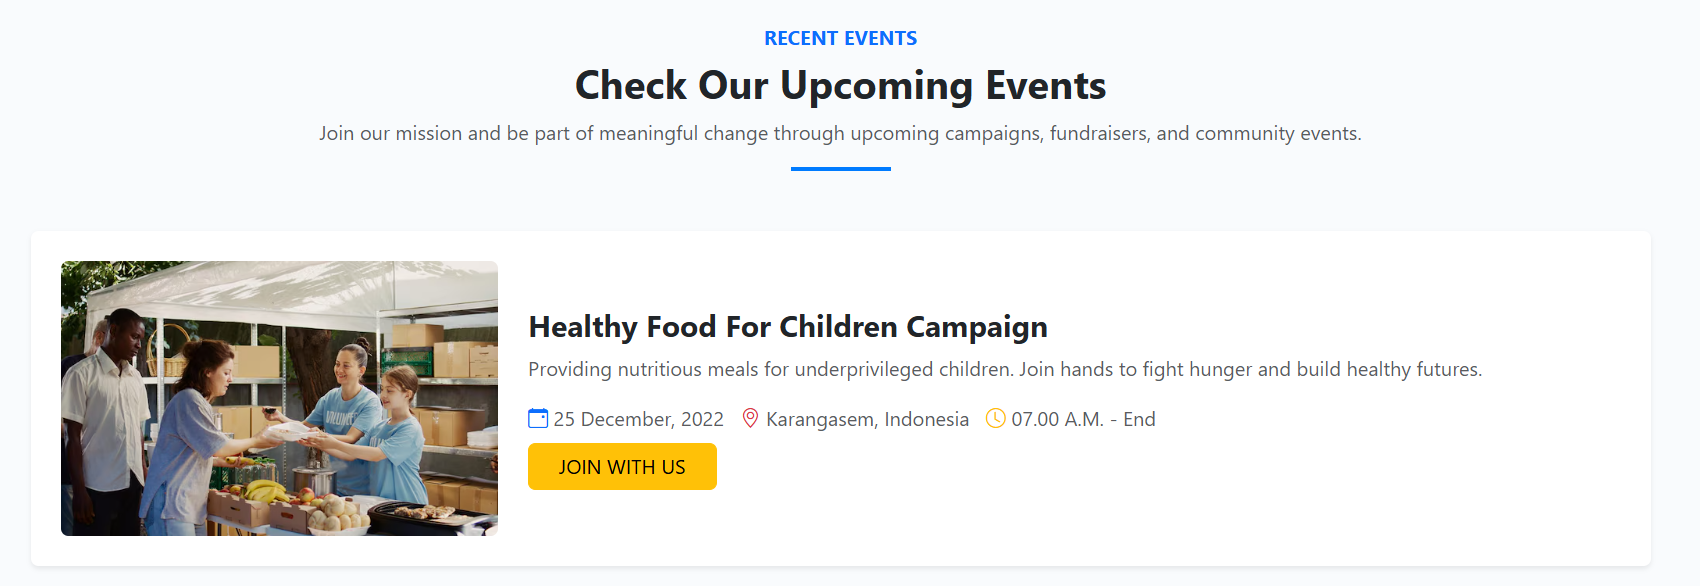 RECENT EVENTS
Check Our Upcoming Events
Join our mission and be part of meaningful change through upcoming campaigns, fundraisers, and community events.
Healthy Food For Children Campaign
Providing nutritious meals for underprivileged children. Join hands to fight hunger and build healthy futures.
25 December, 2022 Karangasem, Indonesia 07.00 A.M. - End
JOIN WITH US